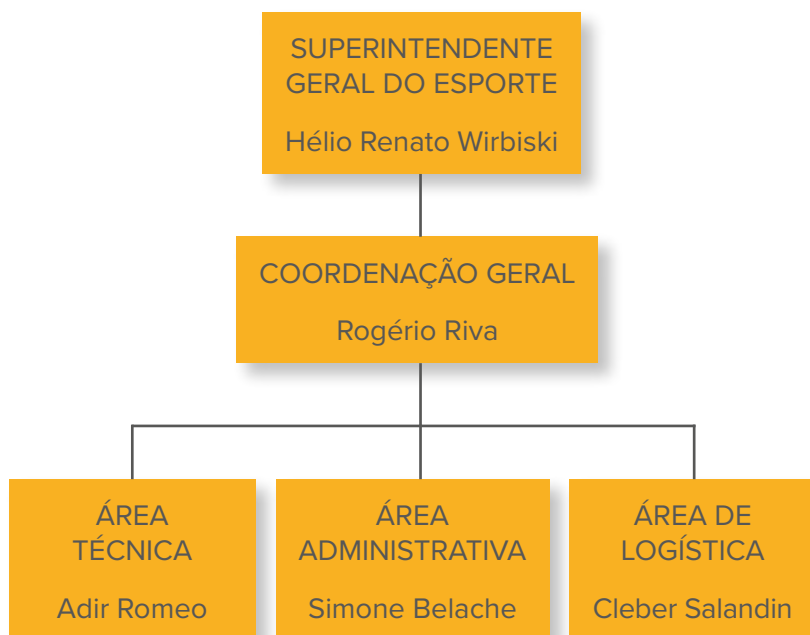 SUPERINTENDENTE
GERAL DO ESPORTE
Hélio Renato Wirbiski
COORDENAÇÃO GERAL
Rogério Riva
ÁREA
TÉCNICA
Adir Romeo
ÁREA
ADMINISTRATIVA
Simone Belache
ÁREA DE
LOGÍSTICA
Cleber Salandin